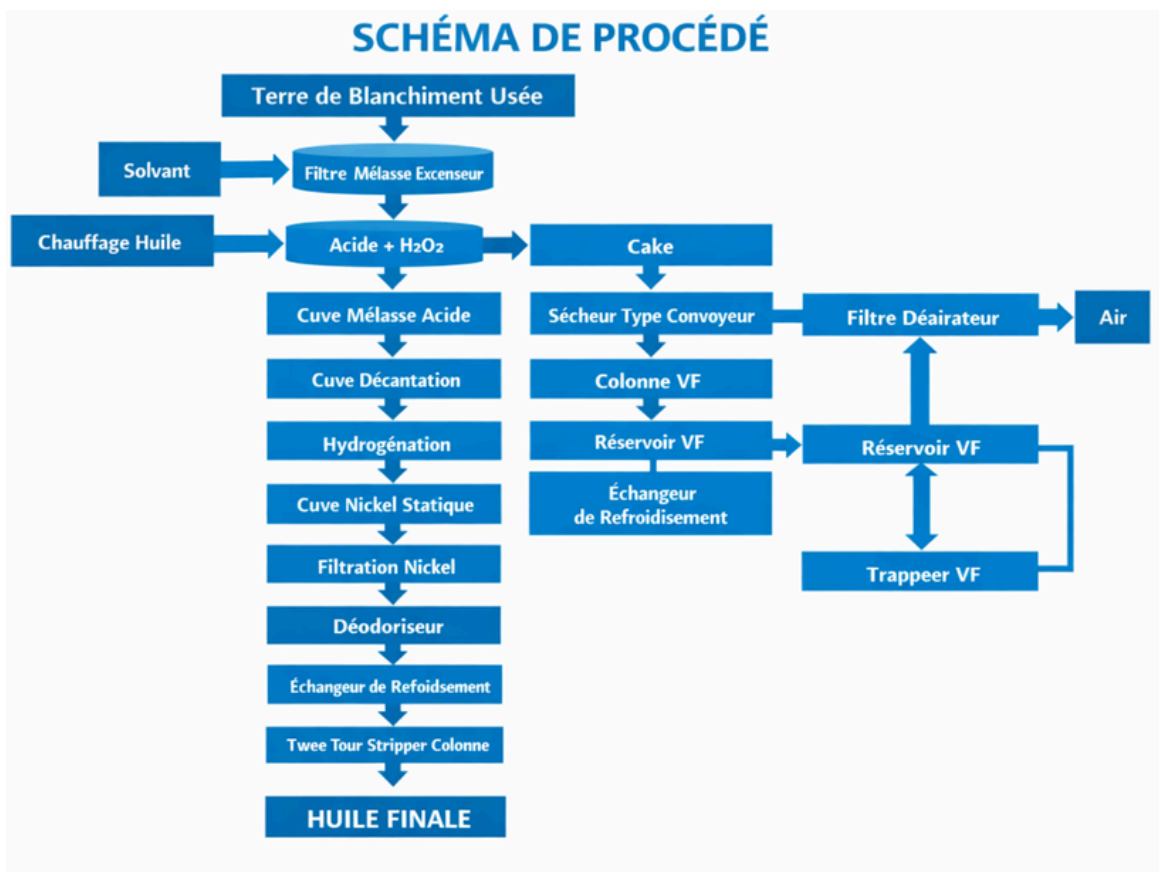 SCHÉMA DE PROCÉDÉ
Terre de Blanchiment Usée
Solvant
Filtre Mélasse Excenseur
Chauffage Huile
Acide + H₂O₂
Cake
Cuve Mélasse Acide
Sécheur Type Convoyeur
Filtre Déairateur
Air
Cuve Décantation
Colonne VF
Hydrogénation
Réservoir VF
Réservoir VF
Cuve Nickel Statique
Échangeur
de Refroidisement
Filtration Nickel
Trappeer VF
Déodoriseur
Échangeur de Refoidsement
Twee Tour Stripper Colonne
HUILE FINALE